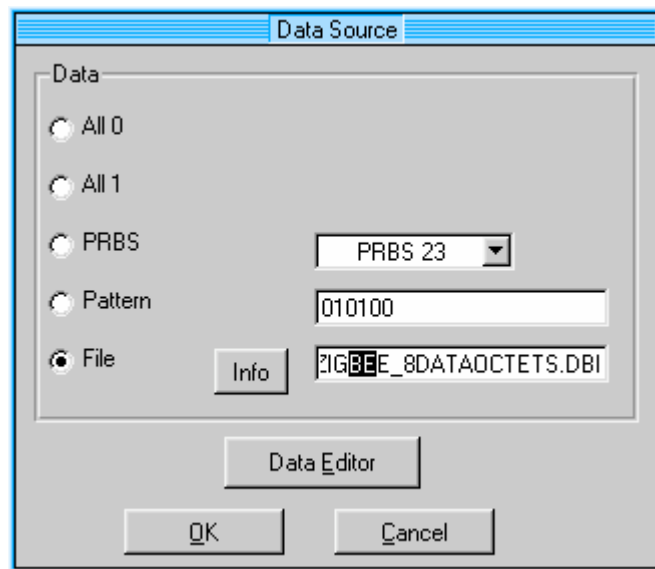 Data Source
Data
All 0
All 1
PRBS PRBS 23
Pattern 010100
File Info ZIGBEE_8DATAOCTETS.DBI
Data Editor
OK Cancel